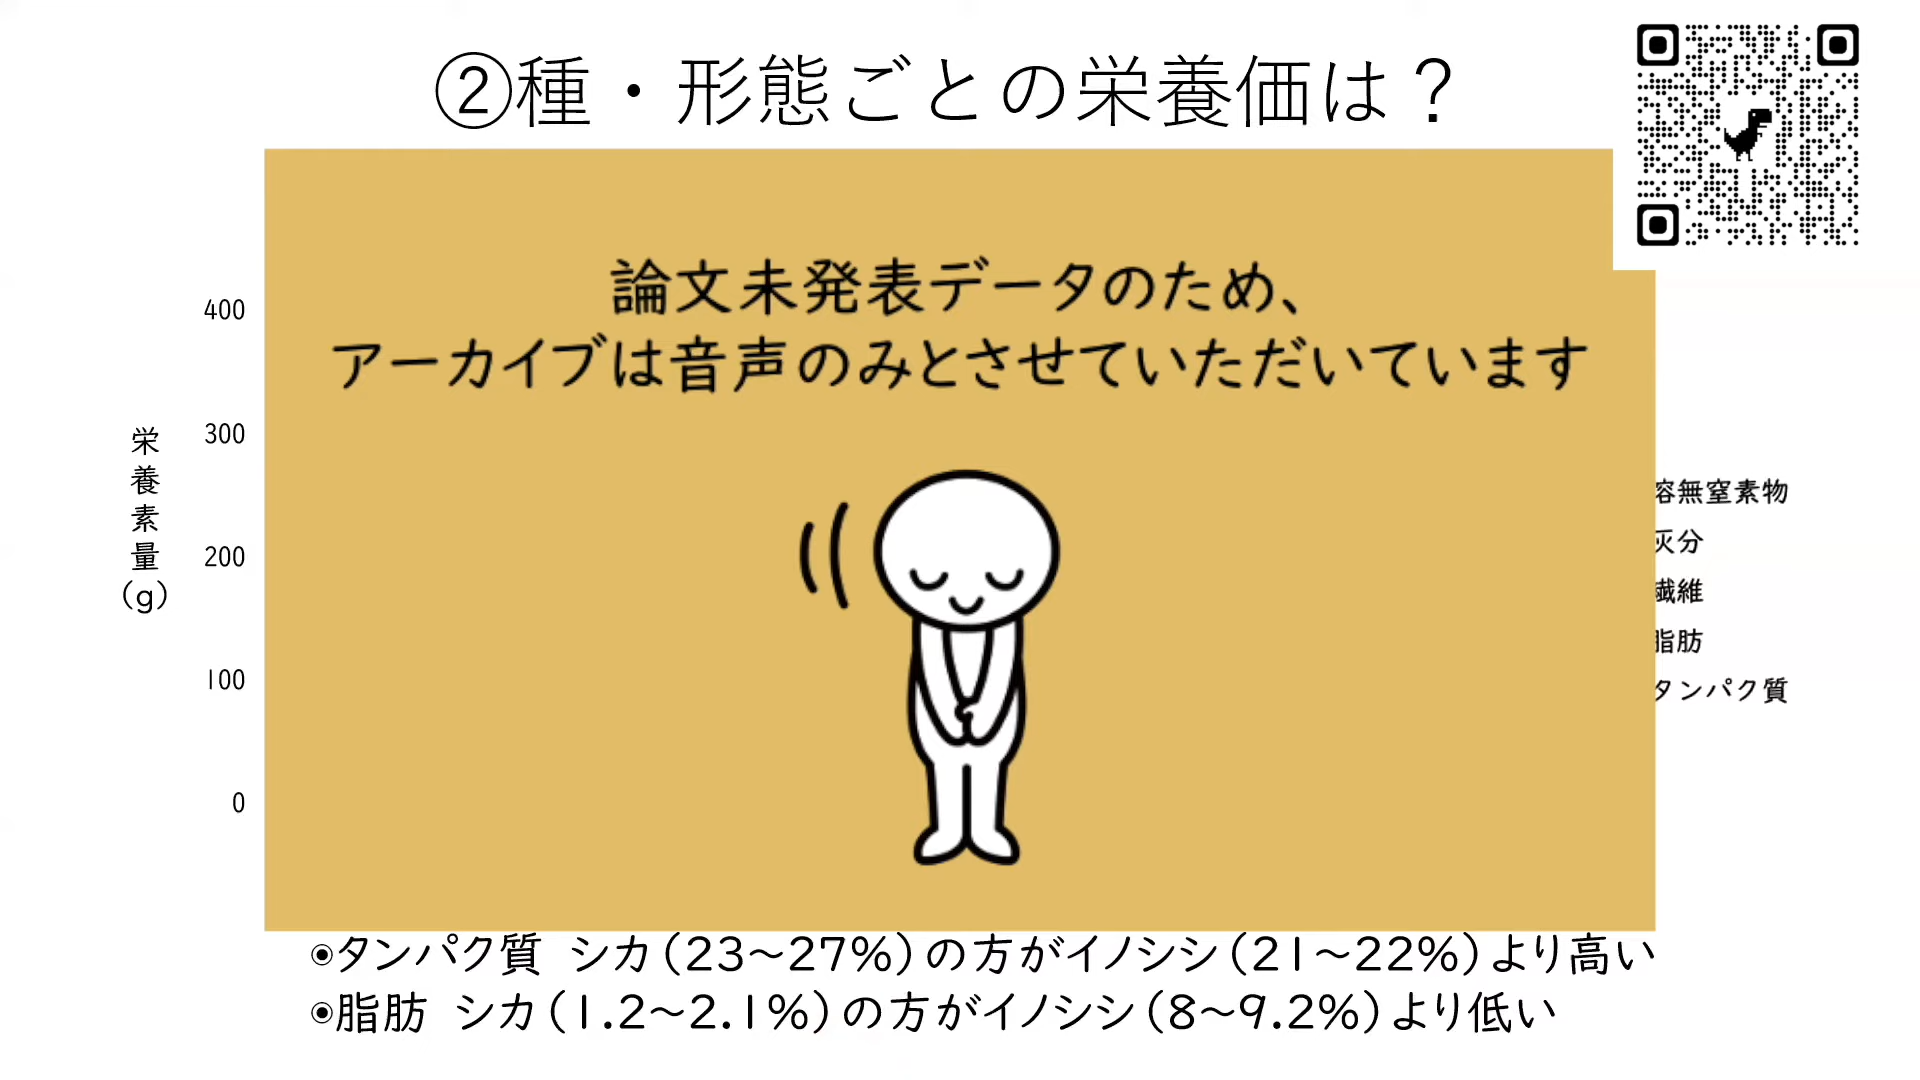 ②種・形態ごとの栄養価は？
論文未発表データのため、
アーカイブは音声のみとさせていただいています
400
300
200
100
0
栄養素量(g)
溶無窒素物
灰分
繊維
脂肪
タンパク質
◉タンパク質 シカ(23~27%)の方がイノシシ(21~22%)より高い
◉脂肪 シカ(1.2~2.1%)の方がイノシシ(8~9.2%)より低い